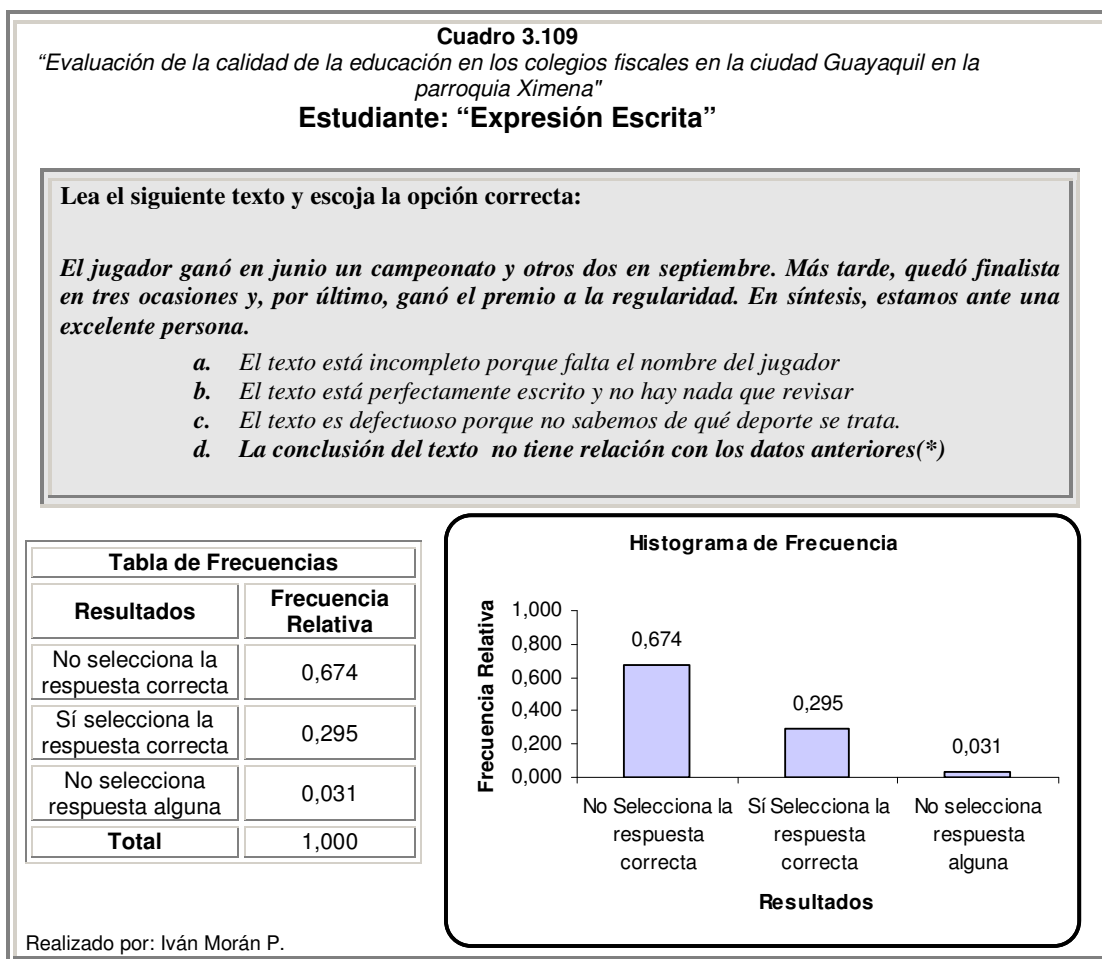 Cuadro 3.109
“Evaluación de la calidad de la educación en los colegios fiscales en la ciudad Guayaquil en la
parroquia Ximena"
Estudiante: “Expresión Escrita”
Lea el siguiente texto y escoja la opción correcta:
El jugador ganó en junio un campeonato y otros dos en septiembre. Más tarde, quedó finalista
en tres ocasiones y, por último, ganó el premio a la regularidad. En síntesis, estamos ante una
excelente persona.
a. El texto está incompleto porque falta el nombre del jugador
b. El texto está perfectamente escrito y no hay nada que revisar
c. El texto es defectuoso porque no sabemos de qué deporte se trata.
d. La conclusión del texto no tiene relación con los datos anteriores(*)
Tabla de Frecuencias
Resultados Frecuencia
Relativa
No selecciona la
respuesta correcta 0,674
Sí selecciona la
respuesta correcta 0,295
No selecciona
respuesta alguna 0,031
Total 1,000
Histograma de Frecuencia
Frecuencia Relativa
1,000
0,800
0,600
0,400
0,200
0,000
0,674
0,295
0,031
No Selecciona la
respuesta
correcta
Sí Selecciona la
respuesta
correcta
No selecciona
respuesta
alguna
Resultados
Realizado por: Iván Morán P.